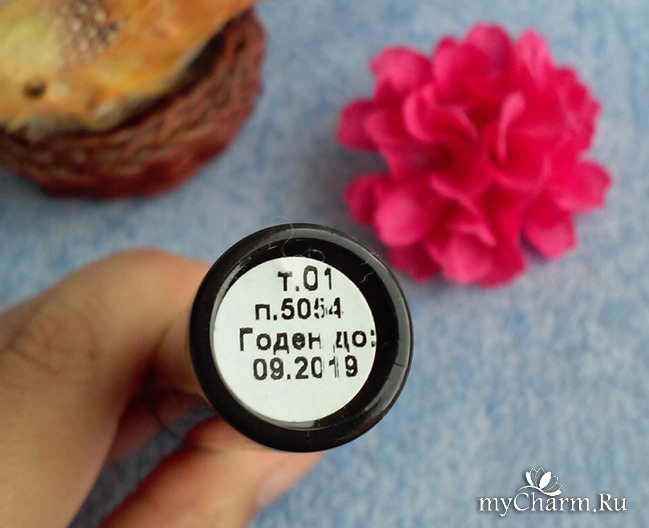 т.01
п.5054
Годен до:
09.2019
myCharm.Ru